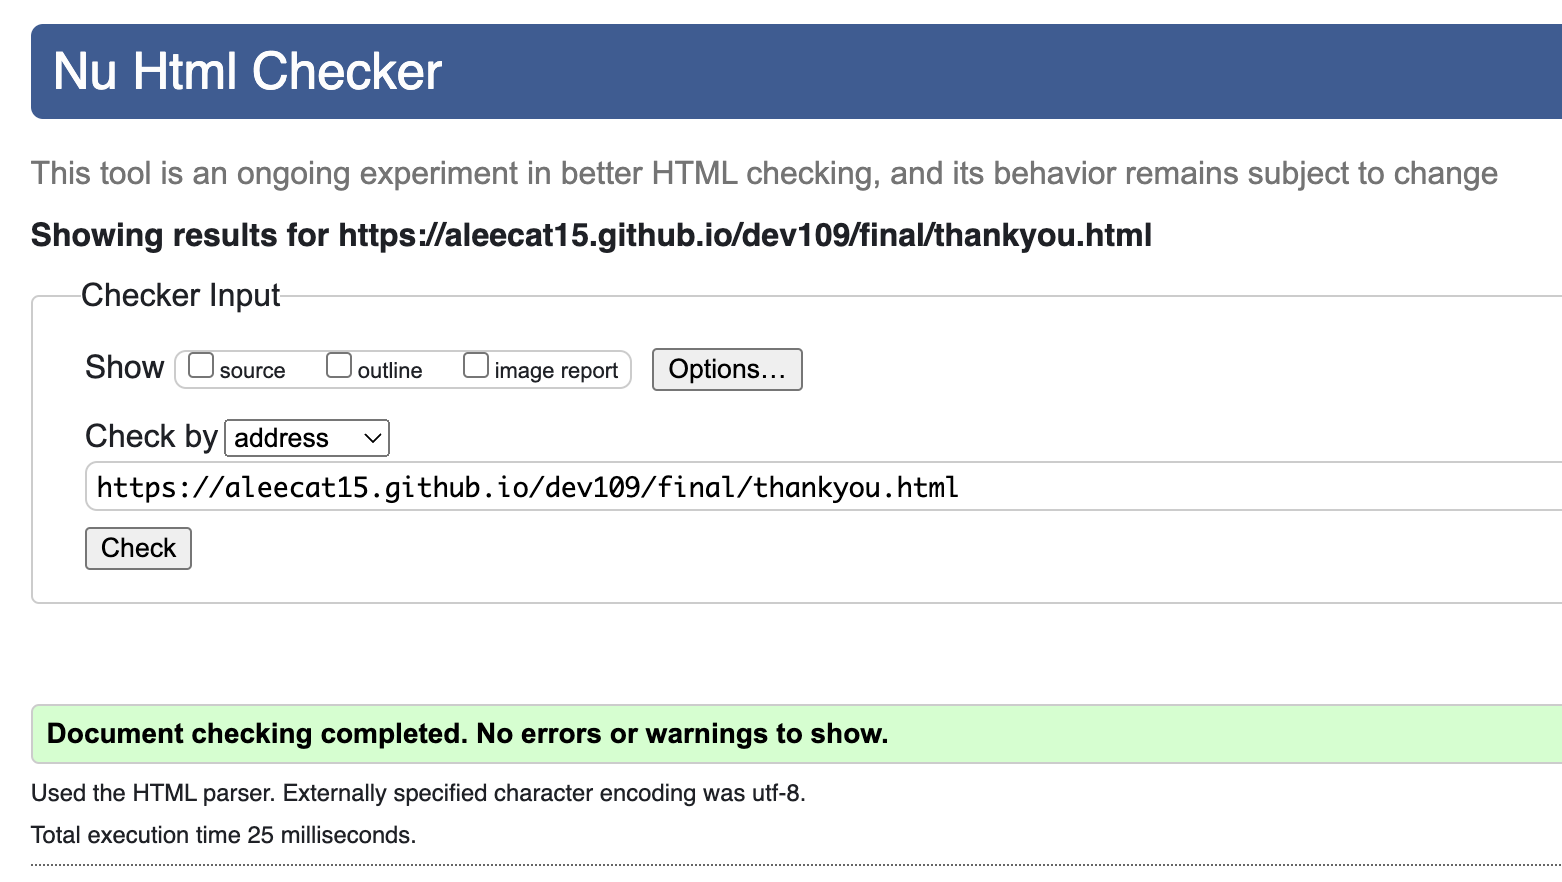 Nu Html Checker
This tool is an ongoing experiment in better HTML checking, and its behavior remains subject to change
Showing results for https://aleecat15.github.io/dev109/final/thankyou.html
Checker Input
Show source outline image report Options…
Check by address
https://aleecat15.github.io/dev109/final/thankyou.html
Check
Document checking completed. No errors or warnings to show.
Used the HTML parser. Externally specified character encoding was utf-8.
Total execution time 25 milliseconds.